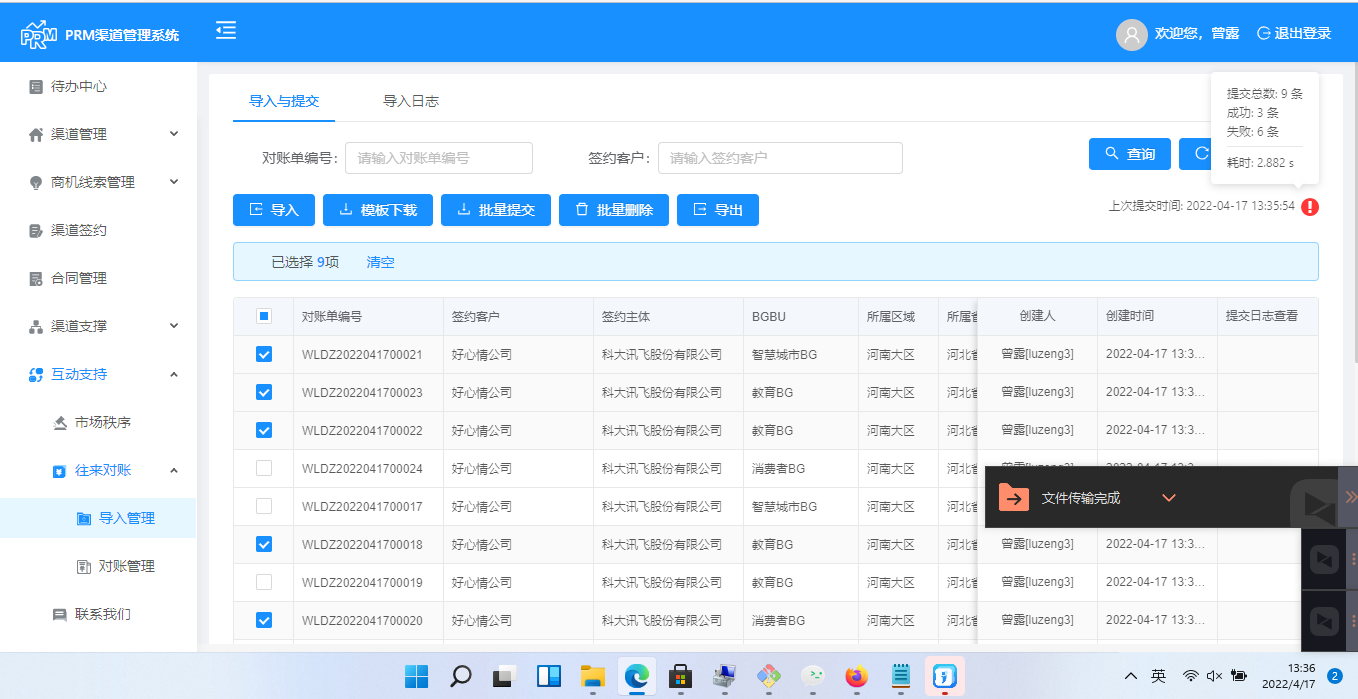 PRM渠道管理系统
欢迎您，曾露 退出登录
待办中心
渠道管理
商机线索管理
渠道签约
合同管理
渠道支撑
互动支持
市场秩序
往来对账
导入管理
对账管理
联系我们
导入与提交 导入日志
提交总数: 9 条
成功: 3 条
失败: 6 条
耗时: 2.882 s
对账单编号: 请输入对账单编号 签约客户: 请输入签约客户 查询
导入 模板下载 批量提交 批量删除 导出
上次提交时间: 2022-04-17 13:35:54
已选择 9项 清空
对账单编号 签约客户 签约主体 BGBU 所属区域 所属省 创建人 创建时间 提交日志查看
WLDZ2022041700021 好心情公司 科大讯飞股份有限公司 智慧城市BG 河南大区 河北省 曾露[luzeng3] 2022-04-17 13:3...
WLDZ2022041700023 好心情公司 科大讯飞股份有限公司 教育BG 河南大区 河北省 曾露[luzeng3] 2022-04-17 13:3...
WLDZ2022041700022 好心情公司 科大讯飞股份有限公司 教育BG 河南大区 河北省 曾露[luzeng3] 2022-04-17 13:3...
WLDZ2022041700024 好心情公司 科大讯飞股份有限公司 消费者BG 河南大区 河北省
文件传输完成
WLDZ2022041700017 好心情公司 科大讯飞股份有限公司 智慧城市BG 河南大区 河北省
WLDZ2022041700018 好心情公司 科大讯飞股份有限公司 教育BG 河南大区 河北省 曾露[luzeng3] 2022-04-17 13:3...
WLDZ2022041700019 好心情公司 科大讯飞股份有限公司 教育BG 河南大区 河北省 曾露[luzeng3] 2022-04-17 13:3...
WLDZ2022041700020 好心情公司 科大讯飞股份有限公司 消费者BG 河南大区 河北省 曾露[luzeng3] 2022-04-17 13:3...
英
13:36
2022/4/17
2